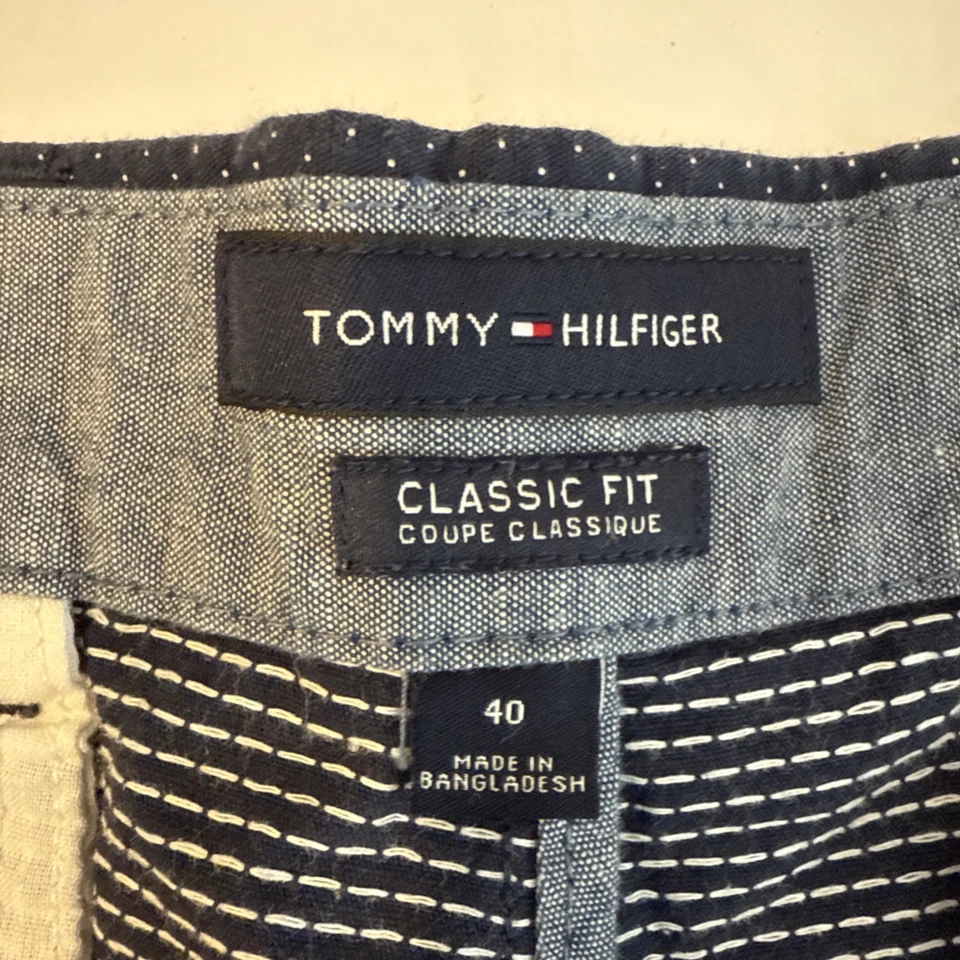 TOMMY HILFIGER
CLASSIC FIT
COUPE CLASSIQUE
40
MADE IN
BANGLADESH